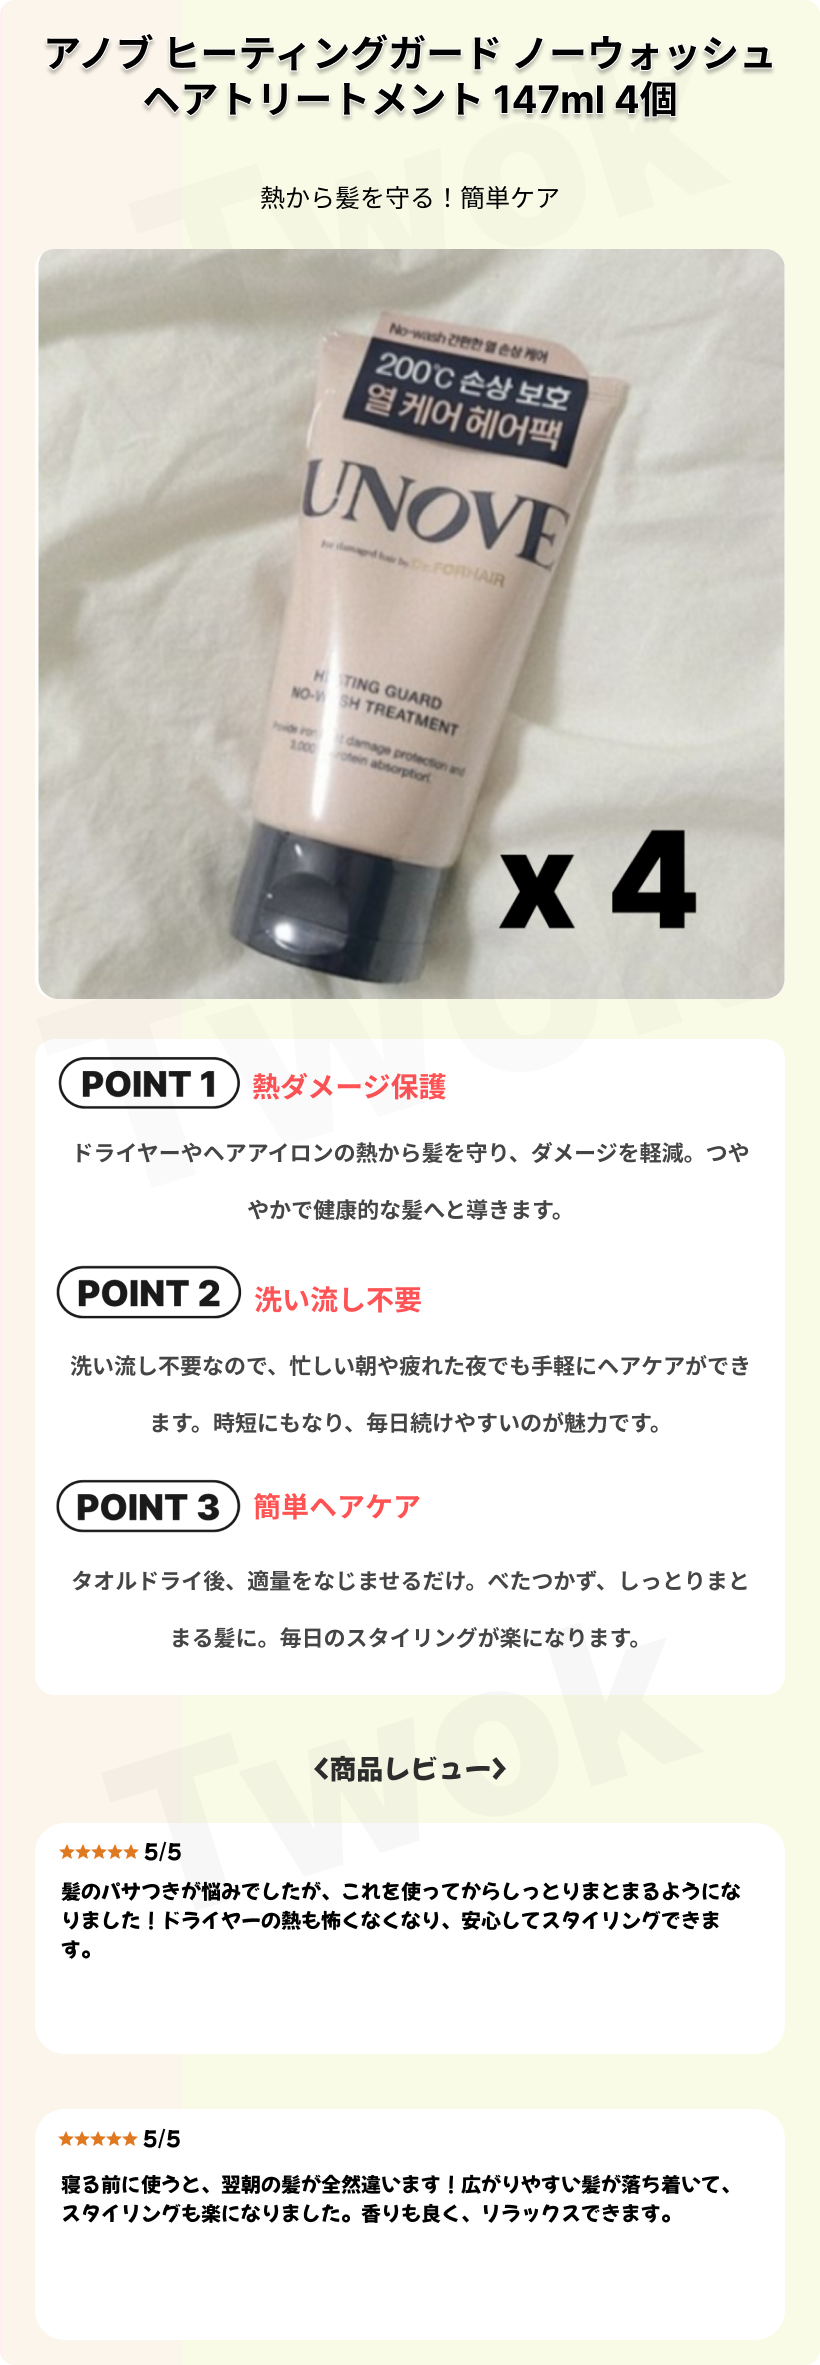 アノブ ヒーティングガード ノーウォッシュ
ヘアトリートメント 147ml 4個
熱から髪を守る！簡単ケア
No-wash 간편한 열 손상 케어
200℃ 손상 보호
열 케어 헤어팩
UNOVE
For damaged hair by Dr.FORHAIR
TING GUARD
SH TREATMENT
damage protection and
absorption.
x 4
POINT 1 熱ダメージ保護
ドライヤーやヘアアイロンの熱から髪を守り、ダメージを軽減。つや
やかで健康的な髪へと導きます。
POINT 2 洗い流し不要
洗い流し不要なので、忙しい朝や疲れた夜でも手軽にヘアケアができ
ます。時短にもなり、毎日続けやすいのが魅力です。
POINT 3 簡単ヘアケア
タオルドライ後、適量をなじませるだけ。べたつかず、しっとりまと
まる髪に。毎日のスタイリングが楽になります。
<商品レビュー>
★★★★★ 5/5
髪のパサつきが悩みでしたが、これを使ってからしっとりまとまるようにな
りました！ドライヤーの熱も怖くなくなり、安心してスタイリングできま
す。
★★★★★ 5/5
寝る前に使うと、翌朝の髪が全然違います！広がりやすい髪が落ち着いて、
スタイリングも楽になりました。香りも良く、リラックスできます。
Twok
Twok
Twok